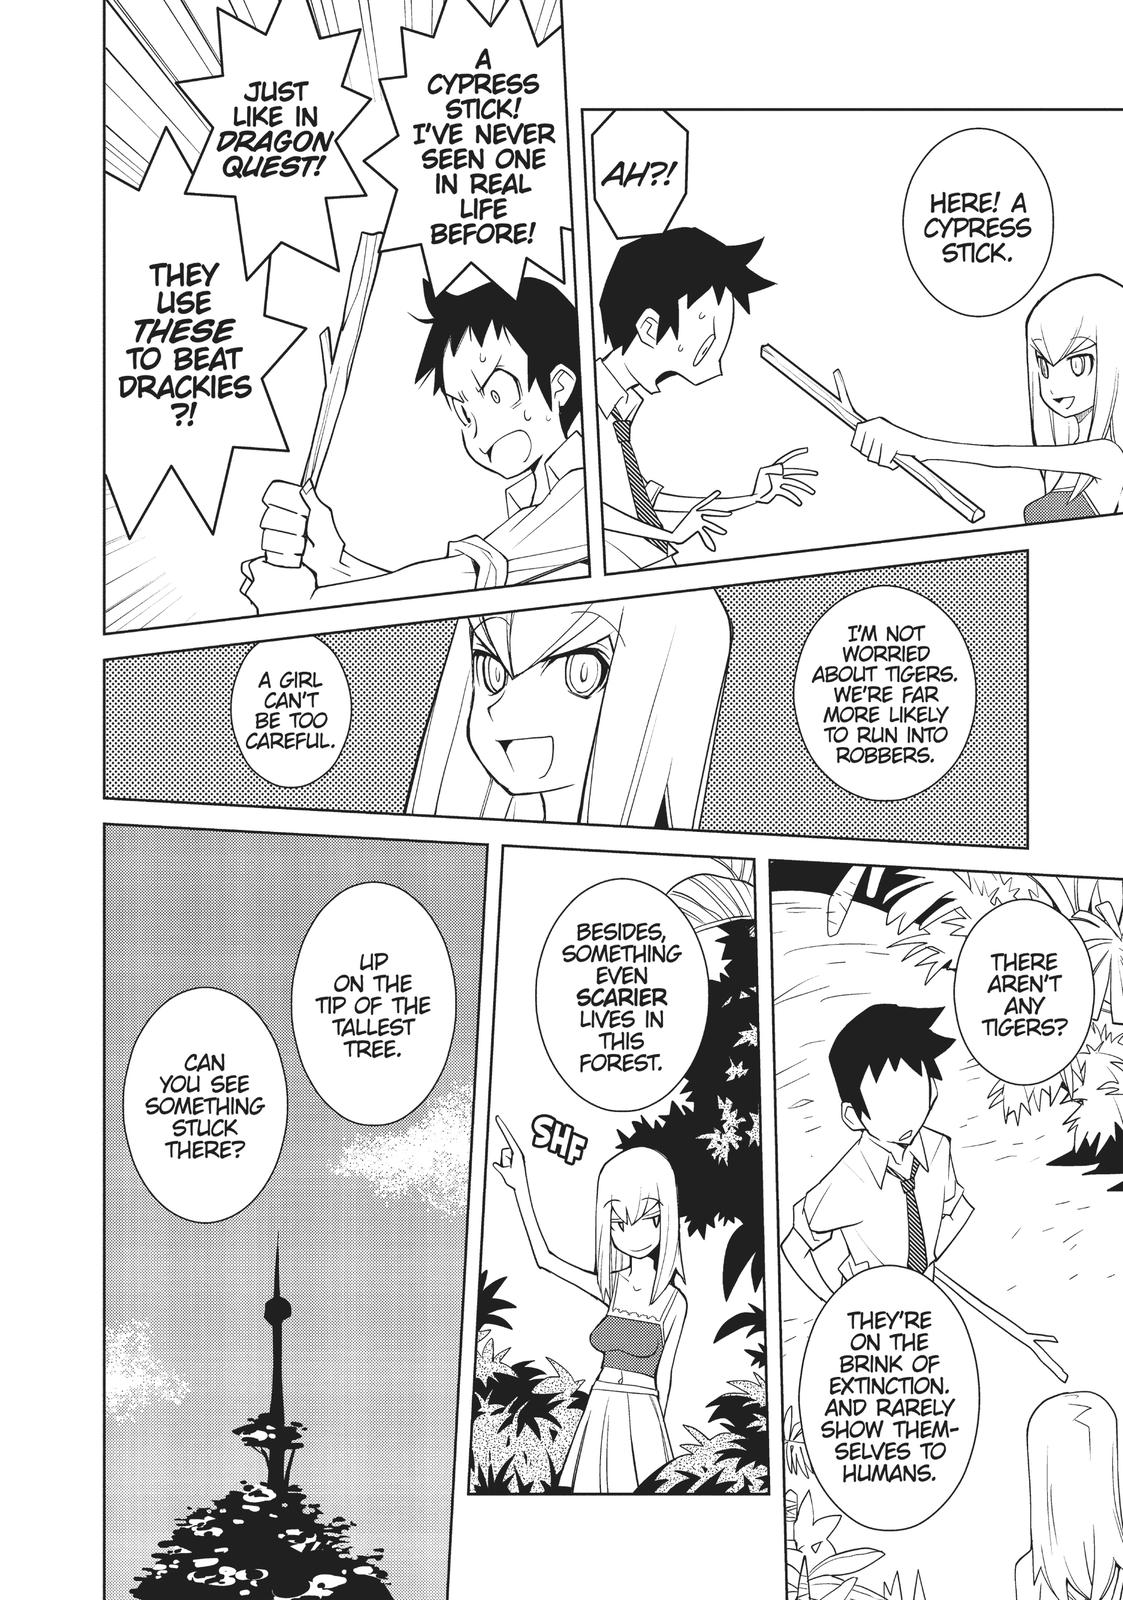 HERE! A
CYPRESS
STICK.
AH?!
A
CYPRESS
STICK!
I'VE NEVER
SEEN ONE
IN REAL
LIFE
BEFORE!
JUST
LIKE IN
DRAGON
QUEST!
THEY
USE
THESE
TO BEAT
DRACKIES
?!
I'M NOT
WORRIED
ABOUT TIGERS.
WE'RE FAR
MORE LIKELY
TO RUN INTO
ROBBERS.
A GIRL
CAN'T
BE TOO
CAREFUL.
THERE
AREN'T
ANY
TIGERS?
THEY'RE
ON THE
BRINK OF
EXTINCTION.
AND RARELY
SHOW THEM-
SELVES TO
HUMANS.
BESIDES,
SOMETHING
EVEN
SCARIER
LIVES IN
THIS
FOREST.
SHF
UP
ON THE
TIP OF THE
TALLEST
TREE.
CAN
YOU SEE
SOMETHING
STUCK
THERE?